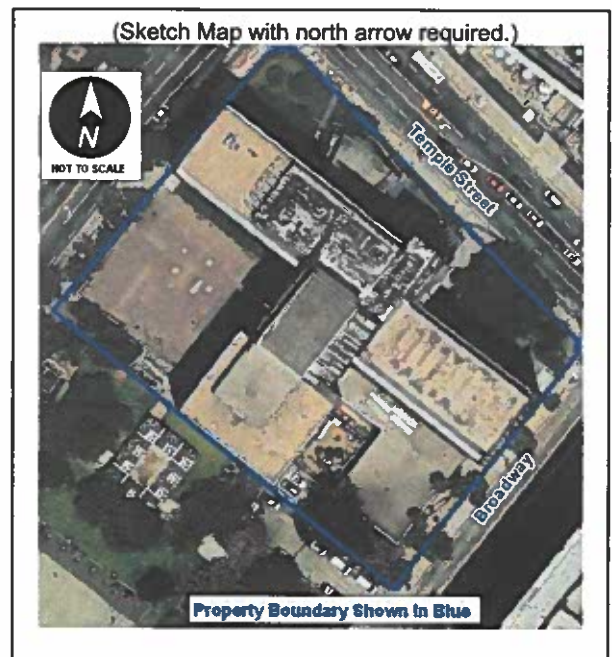 (Sketch Map with north arrow required.)
N
NOT TO SCALE
Temple Street
Broadway
Property Boundary Shown in Blue